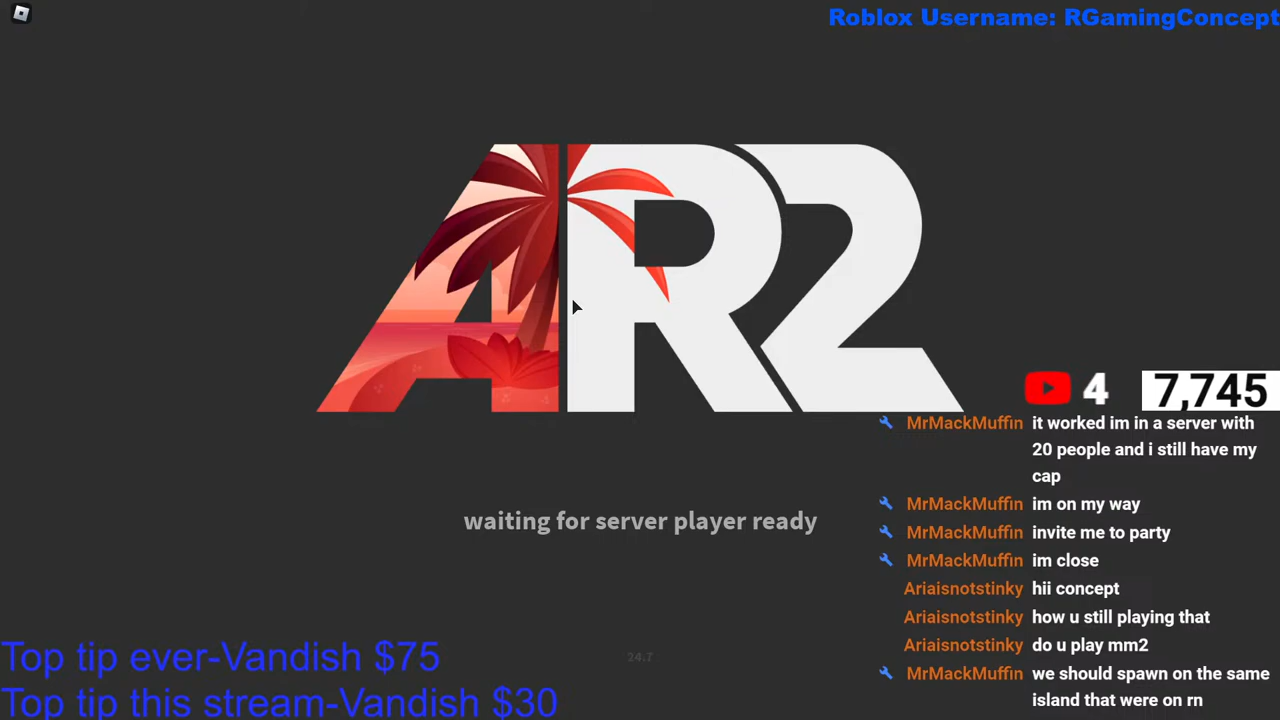 Roblox Username: RGamingConcept
AR2
4 7,745
MrMackMuffin it worked im in a server with
20 people and i still have my
cap
waiting for server player ready
MrMackMuffin im on my way
MrMackMuffin invite me to party
MrMackMuffin im close
Ariaisnotstinky hii concept
Ariaisnotstinky how u still playing that
Ariaisnotstinky do u play mm2
MrMackMuffin we should spawn on the same
island that were on rn
24.7
Top tip ever-Vandish $75
Top tip this stream-Vandish $30